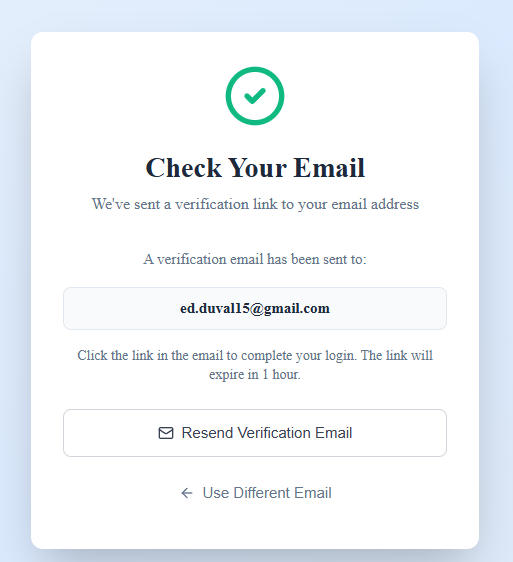 Check Your Email
We've sent a verification link to your email address
A verification email has been sent to:
ed.duval15@gmail.com
Click the link in the email to complete your login. The link will
expire in 1 hour.
Resend Verification Email
Use Different Email